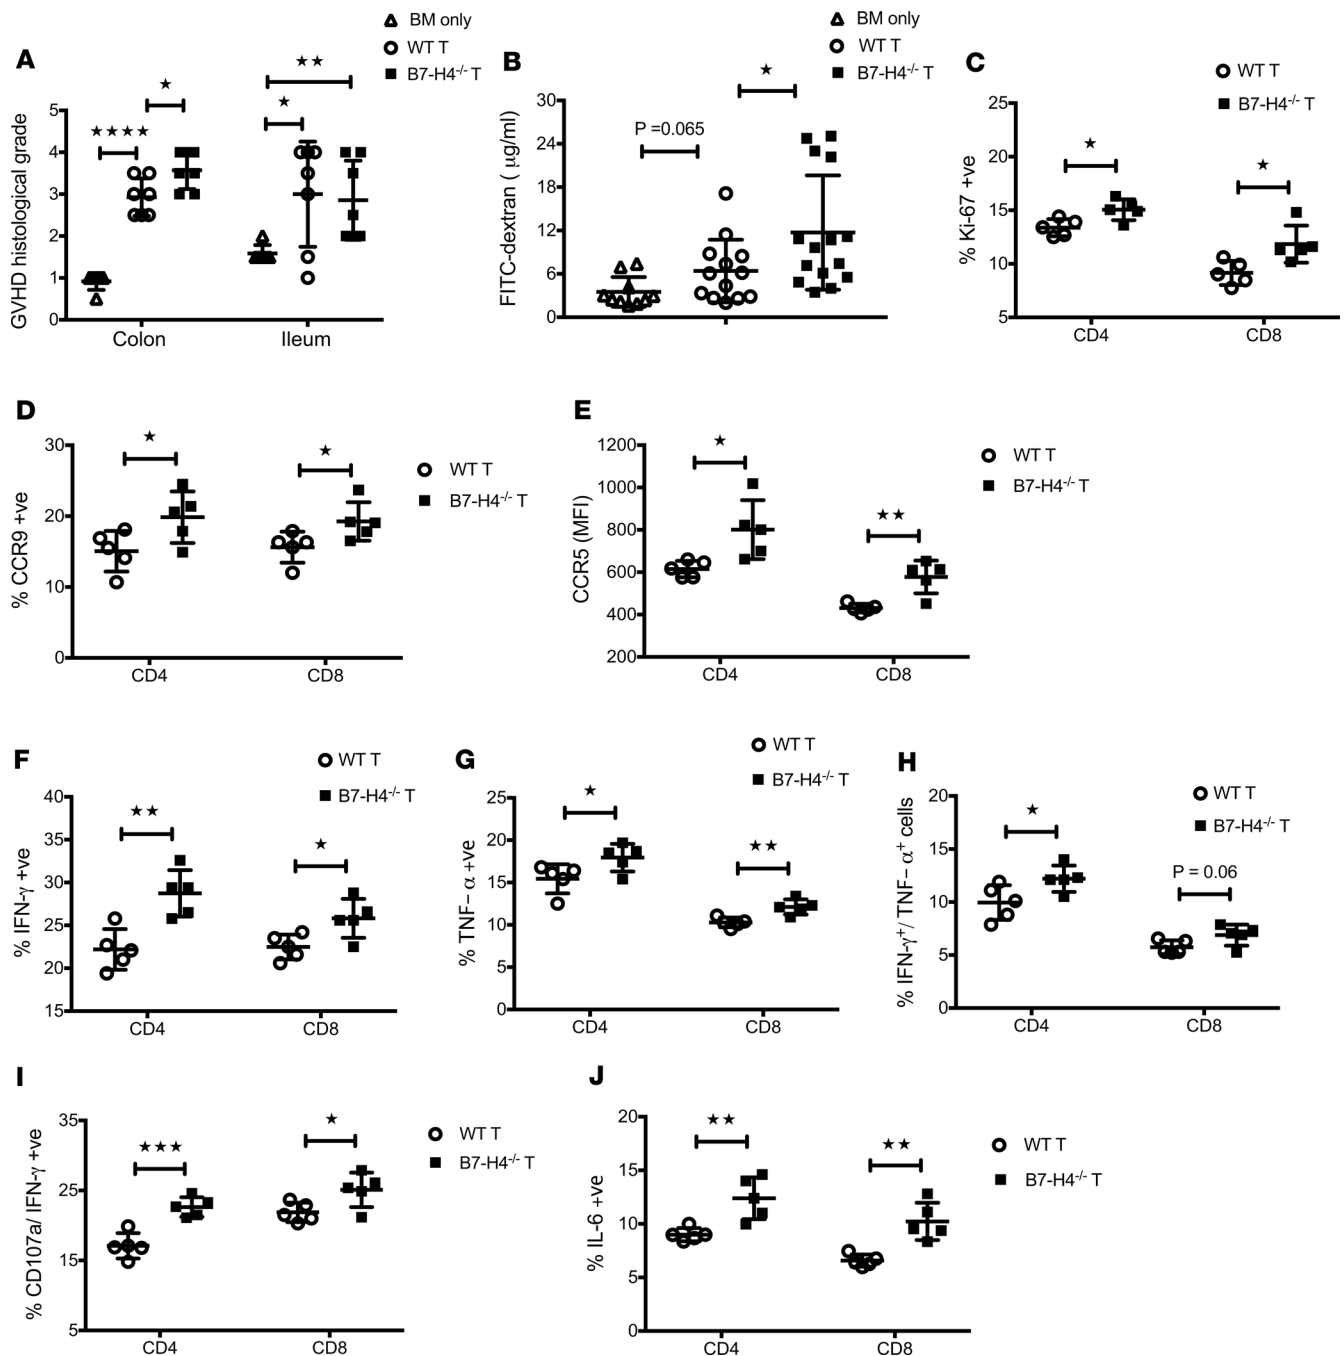 A
△ BM only
○ WT T
■ B7-H4-/- T
★★★★
★
★
★★
GVHD histological grade
5
4
3
2
1
0
Colon
Ileum
B
△ BM only
○ WT T
■ B7-H4-/- T
P =0.065
★
FITC-dextran ( μg/ml)
30
24
18
12
6
0
C
○ WT T
■ B7-H4-/- T
★
★
% Ki-67 +ve
25
20
15
10
5
CD4
CD8
D
★
★
% CCR9 +ve
30
20
10
0
CD4
CD8
○ WT T
■ B7-H4-/- T
E
★
★★
CCR5 (MFI)
1200
1000
800
600
400
200
CD4
CD8
○ WT T
■ B7-H4-/- T
F
○ WT T
■ B7-H4-/- T
★★
★
% IFN-γ +ve
40
35
30
25
20
15
CD4
CD8
G
○ WT T
■ B7-H4-/- T
★
★★
% TNF– α +ve
25
20
15
10
5
0
CD4
CD8
H
○ WT T
■ B7-H4-/- T
★
P = 0.06
% IFN-γ+/ TNF– α+ cells
20
15
10
5
0
CD4
CD8
I
★★★
★
% CD107a/ IFN-γ +ve
35
25
15
5
CD4
CD8
○ WT T
■ B7-H4-/- T
J
★★
★★
% IL-6 +ve
20
15
10
5
0
CD4
CD8
○ WT T
■ B7-H4-/- T